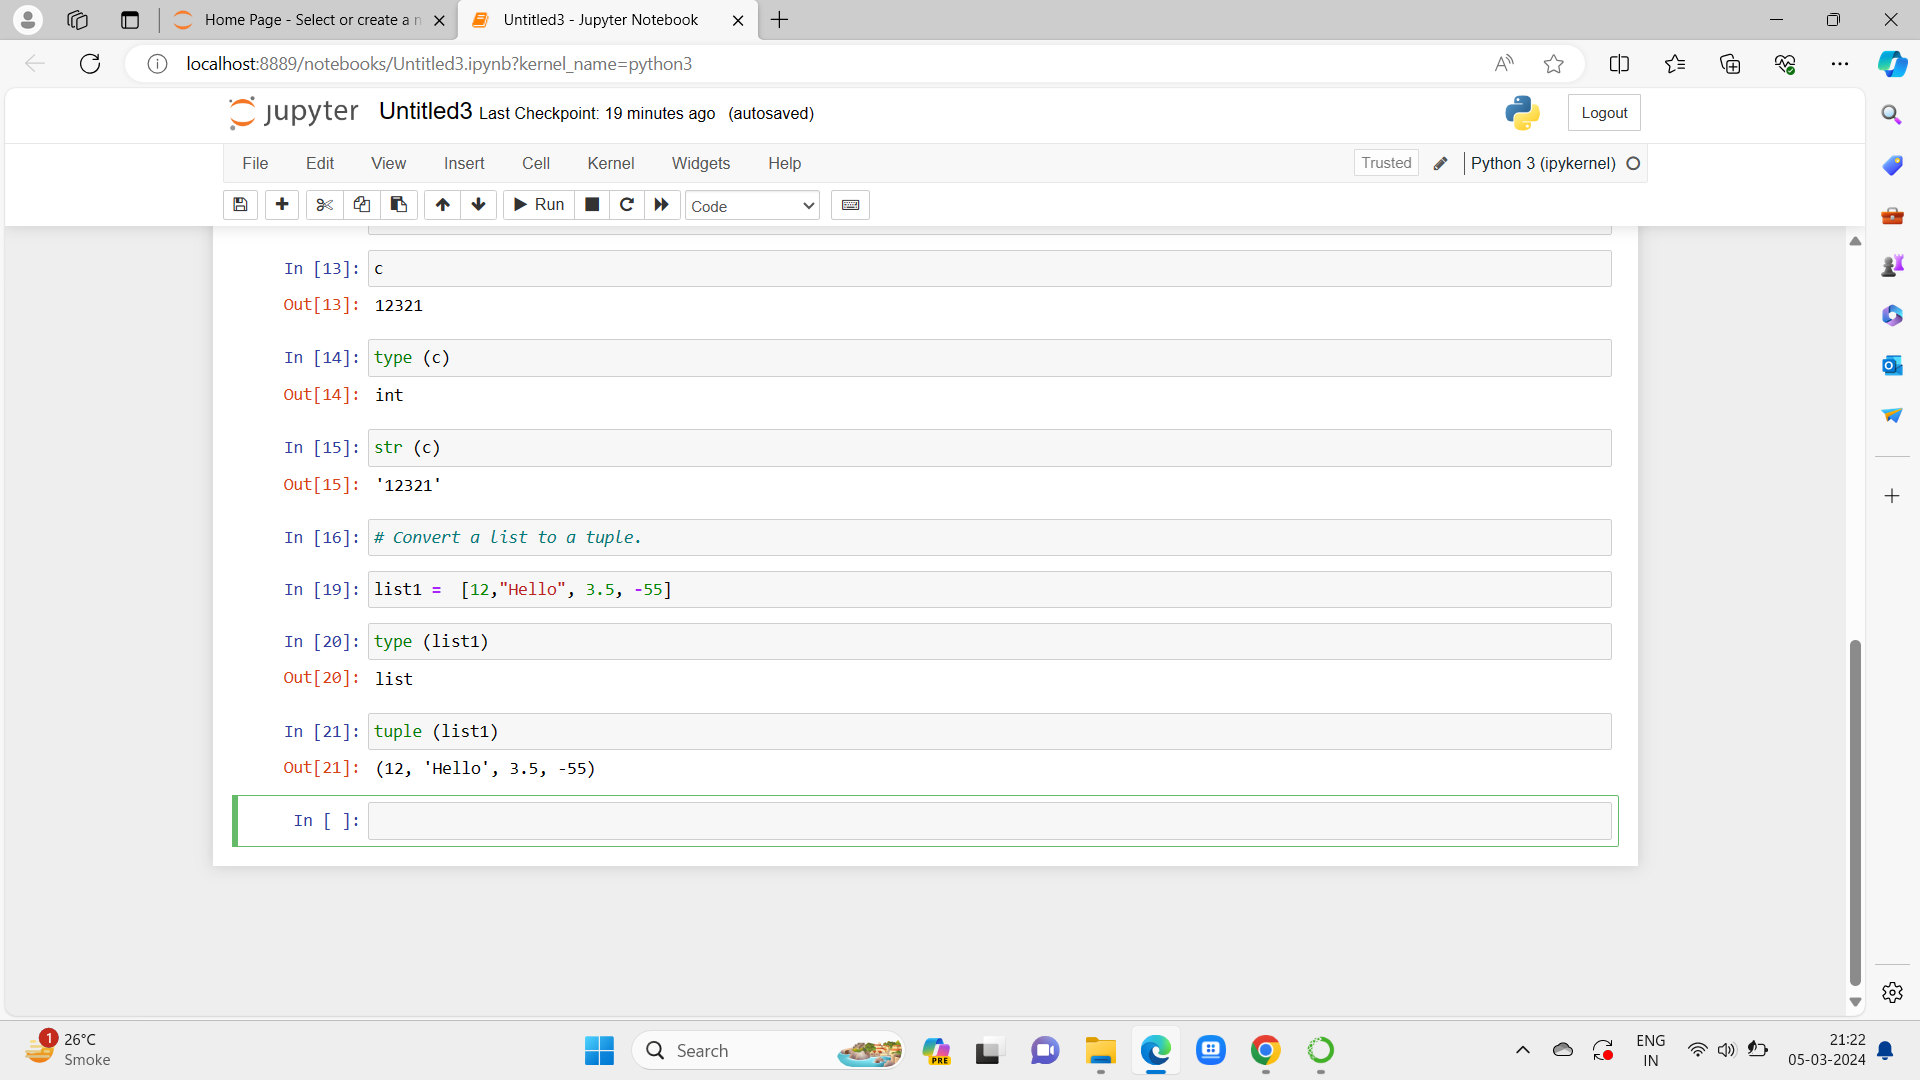 Home Page - Select or create a n
Untitled3 - Jupyter Notebook
localhost:8889/notebooks/Untitled3.ipynb?kernel_name=python3
jupyter Untitled3 Last Checkpoint: 19 minutes ago (autosaved)
Logout
File Edit View Insert Cell Kernel Widgets Help
Trusted Python 3 (ipykernel)
Run Code
In [13]: c
Out[13]: 12321
In [14]: type (c)
Out[14]: int
In [15]: str (c)
Out[15]: '12321'
In [16]: # Convert a list to a tuple.
In [19]: list1 =  [12,"Hello", 3.5, -55]
In [20]: type (list1)
Out[20]: list
In [21]: tuple (list1)
Out[21]: (12, 'Hello', 3.5, -55)
In [ ]:
1
26°C
Smoke
Search
PRE
ENG
IN
21:22
05-03-2024